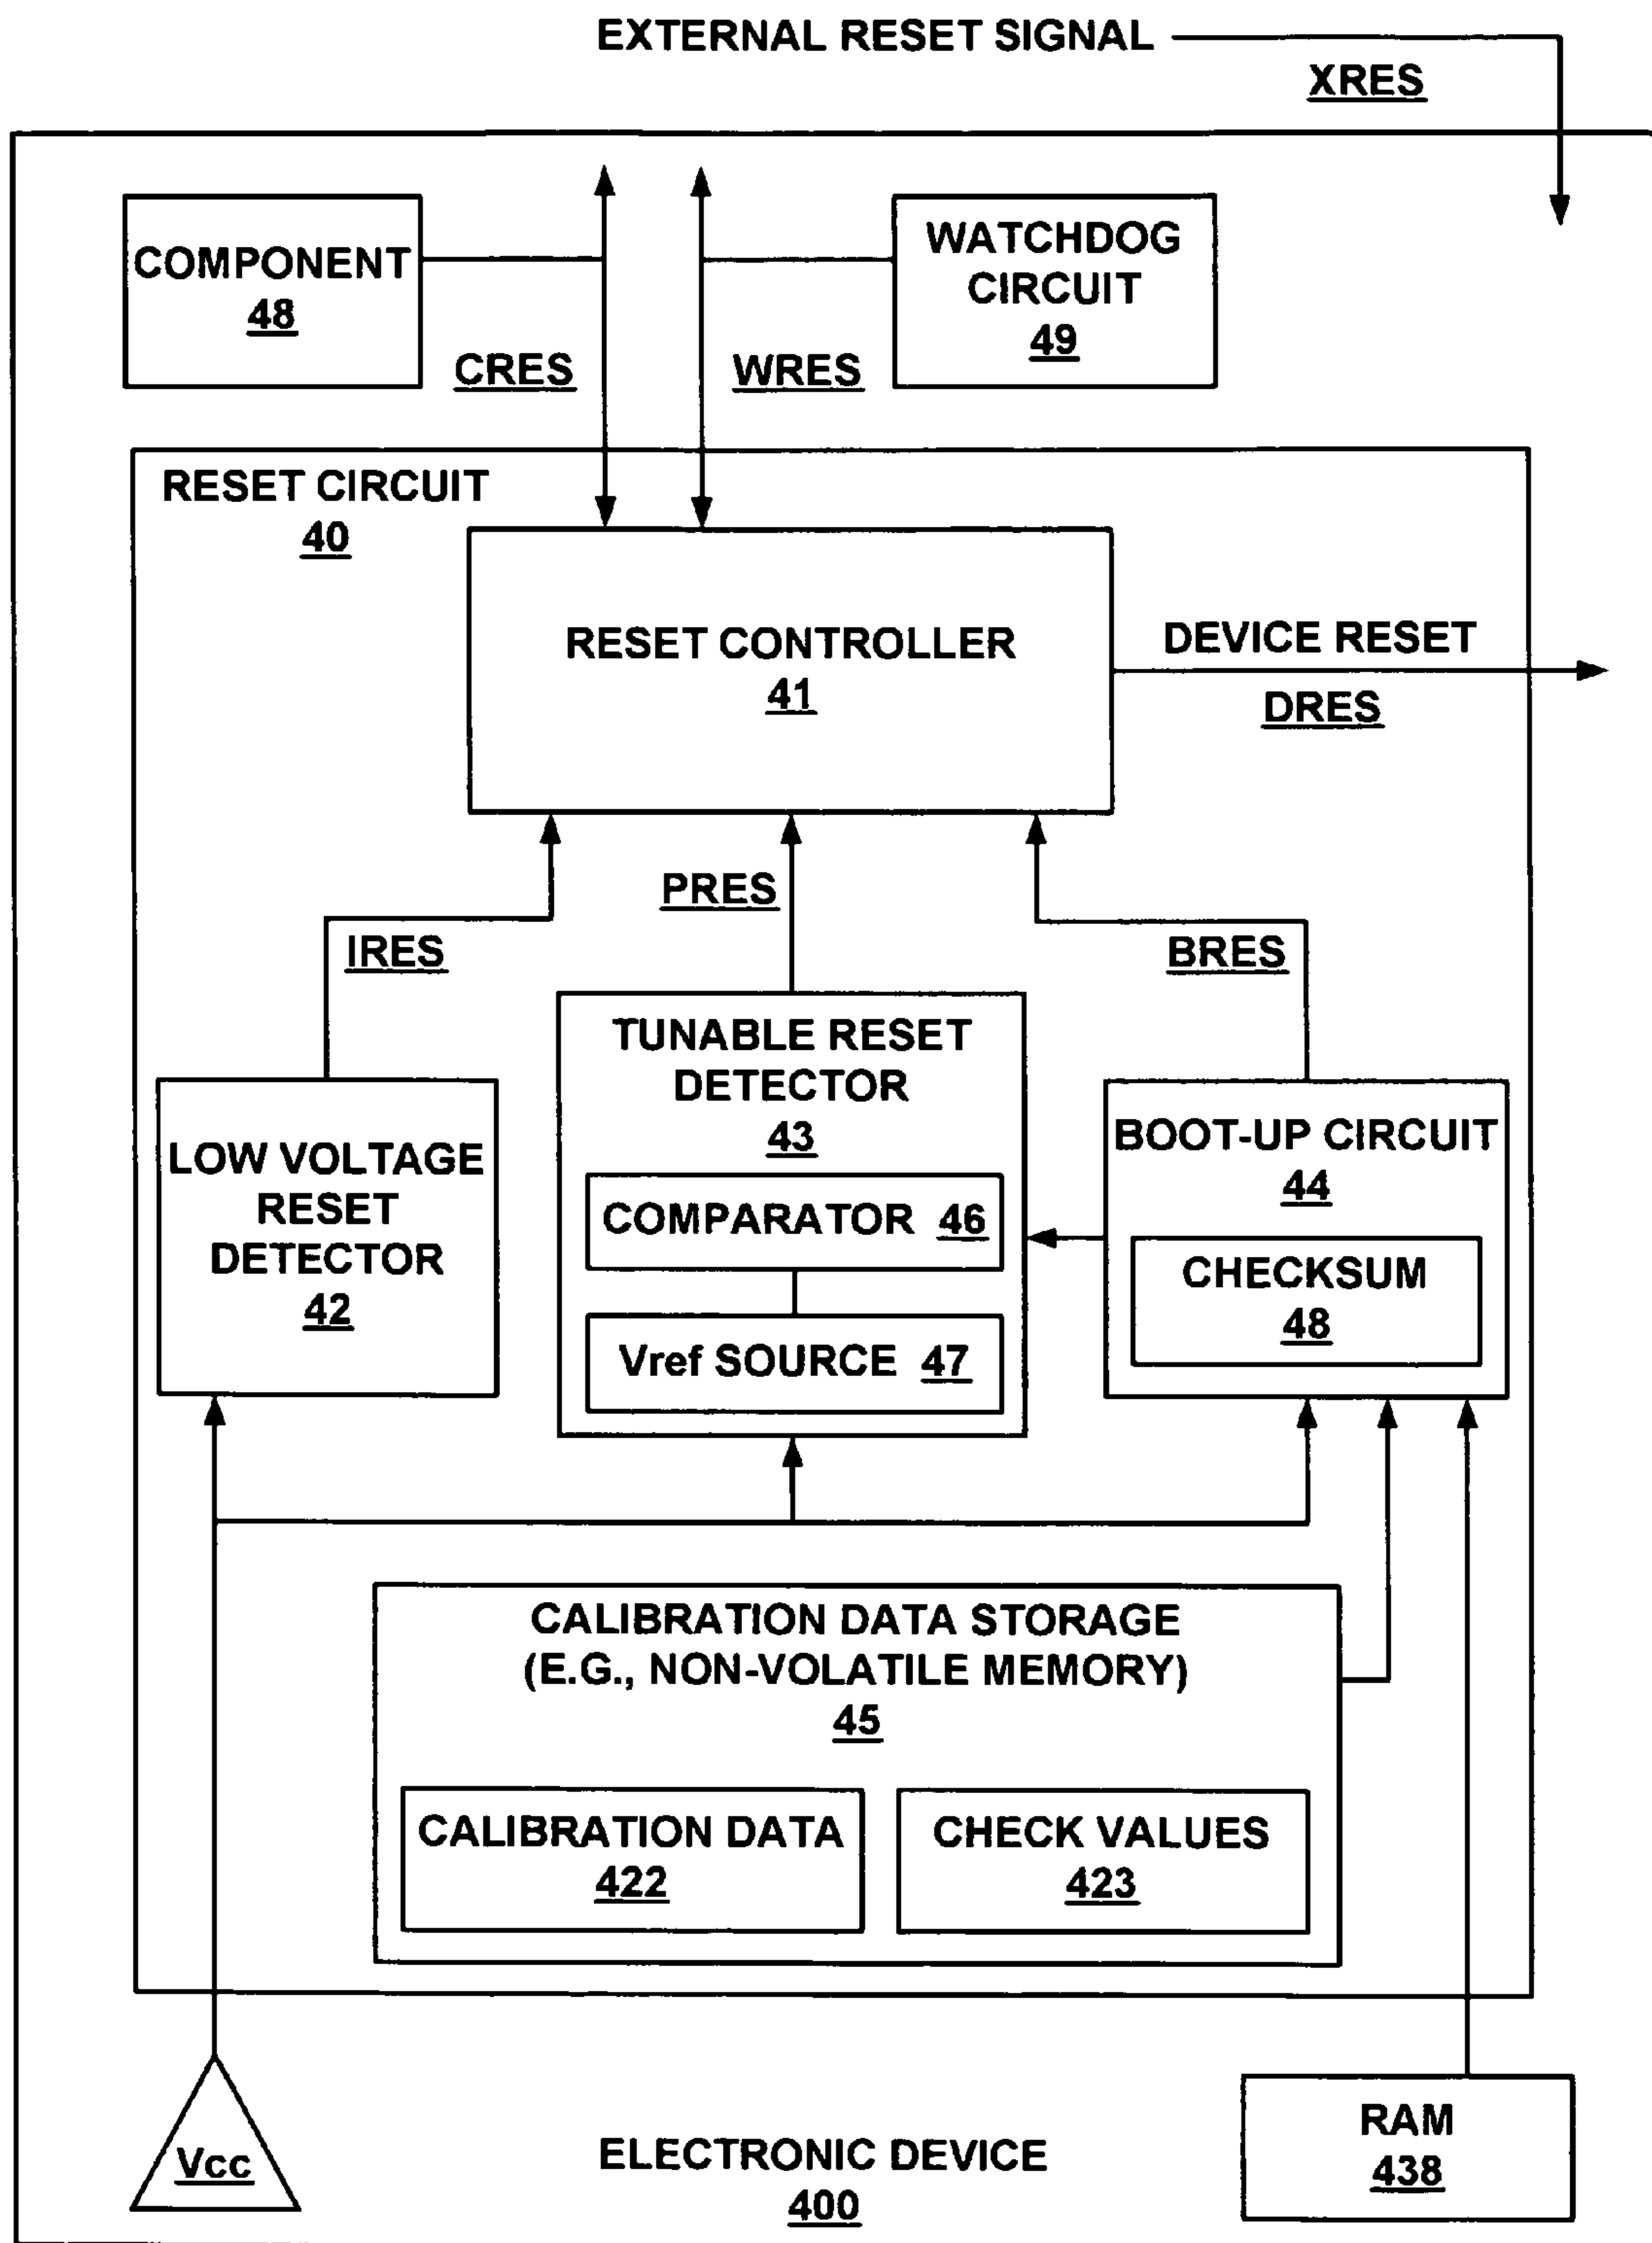 EXTERNAL RESET SIGNAL
XRES
COMPONENT
48
CRES
WRES
WATCHDOG
CIRCUIT
49
RESET CIRCUIT
40
RESET CONTROLLER
41
DEVICE RESET
DRES
IRES
PRES
BRES
LOW VOLTAGE
RESET
DETECTOR
42
TUNABLE RESET
DETECTOR
43
COMPARATOR 46
Vref SOURCE 47
BOOT-UP CIRCUIT
44
CHECKSUM
48
CALIBRATION DATA STORAGE
(E.G., NON-VOLATILE MEMORY)
45
CALIBRATION DATA
422
CHECK VALUES
423
Vcc
ELECTRONIC DEVICE
400
RAM
438